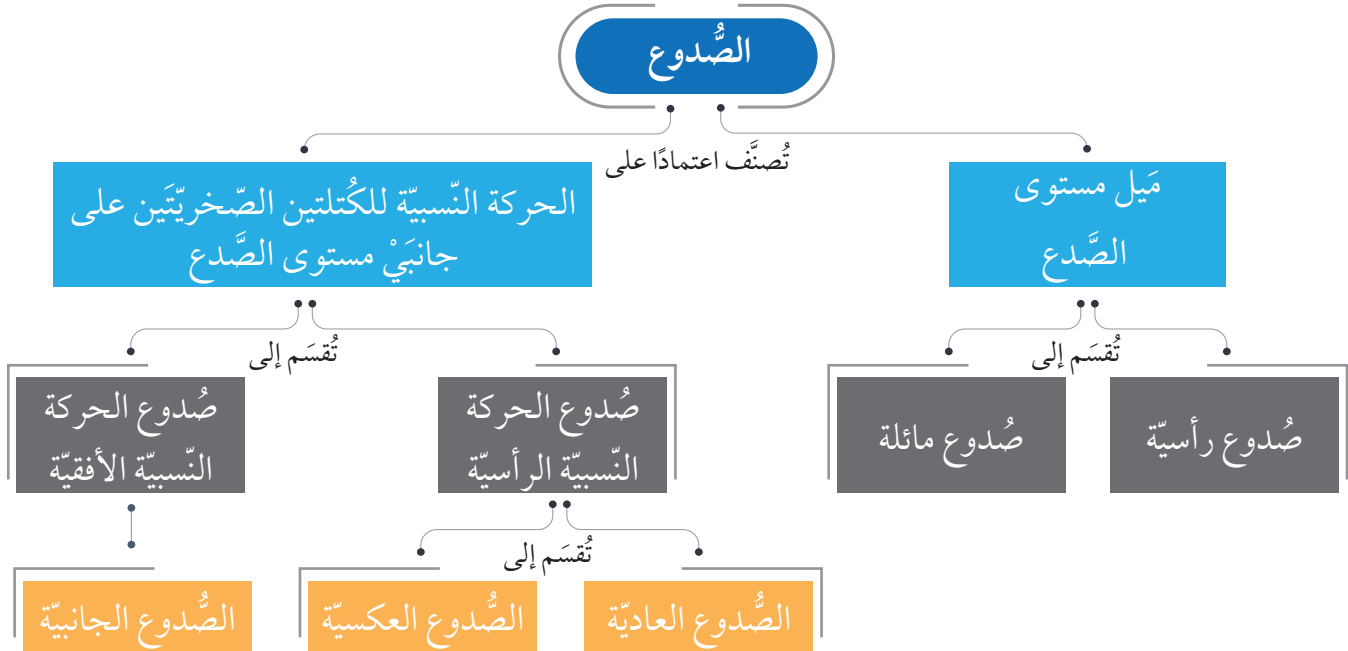 الصُّدوع
تُصنَّف اعتمادًا على
مَيل مستوى
الصَّدع
الحركة النّسبيّة للكُتلتين الصّخريّتَين على
جانبَيْ مستوى الصَّدع
تُقسَم إلى
تُقسَم إلى
صُدوع رأسيّة
صُدوع مائلة
صُدوع الحركة
النّسبيّة الرأسيّة
صُدوع الحركة
النّسبيّة الأفقيّة
تُقسَم إلى
الصُّدوع العاديّة
الصُّدوع العكسيّة
الصُّدوع الجانبيّة